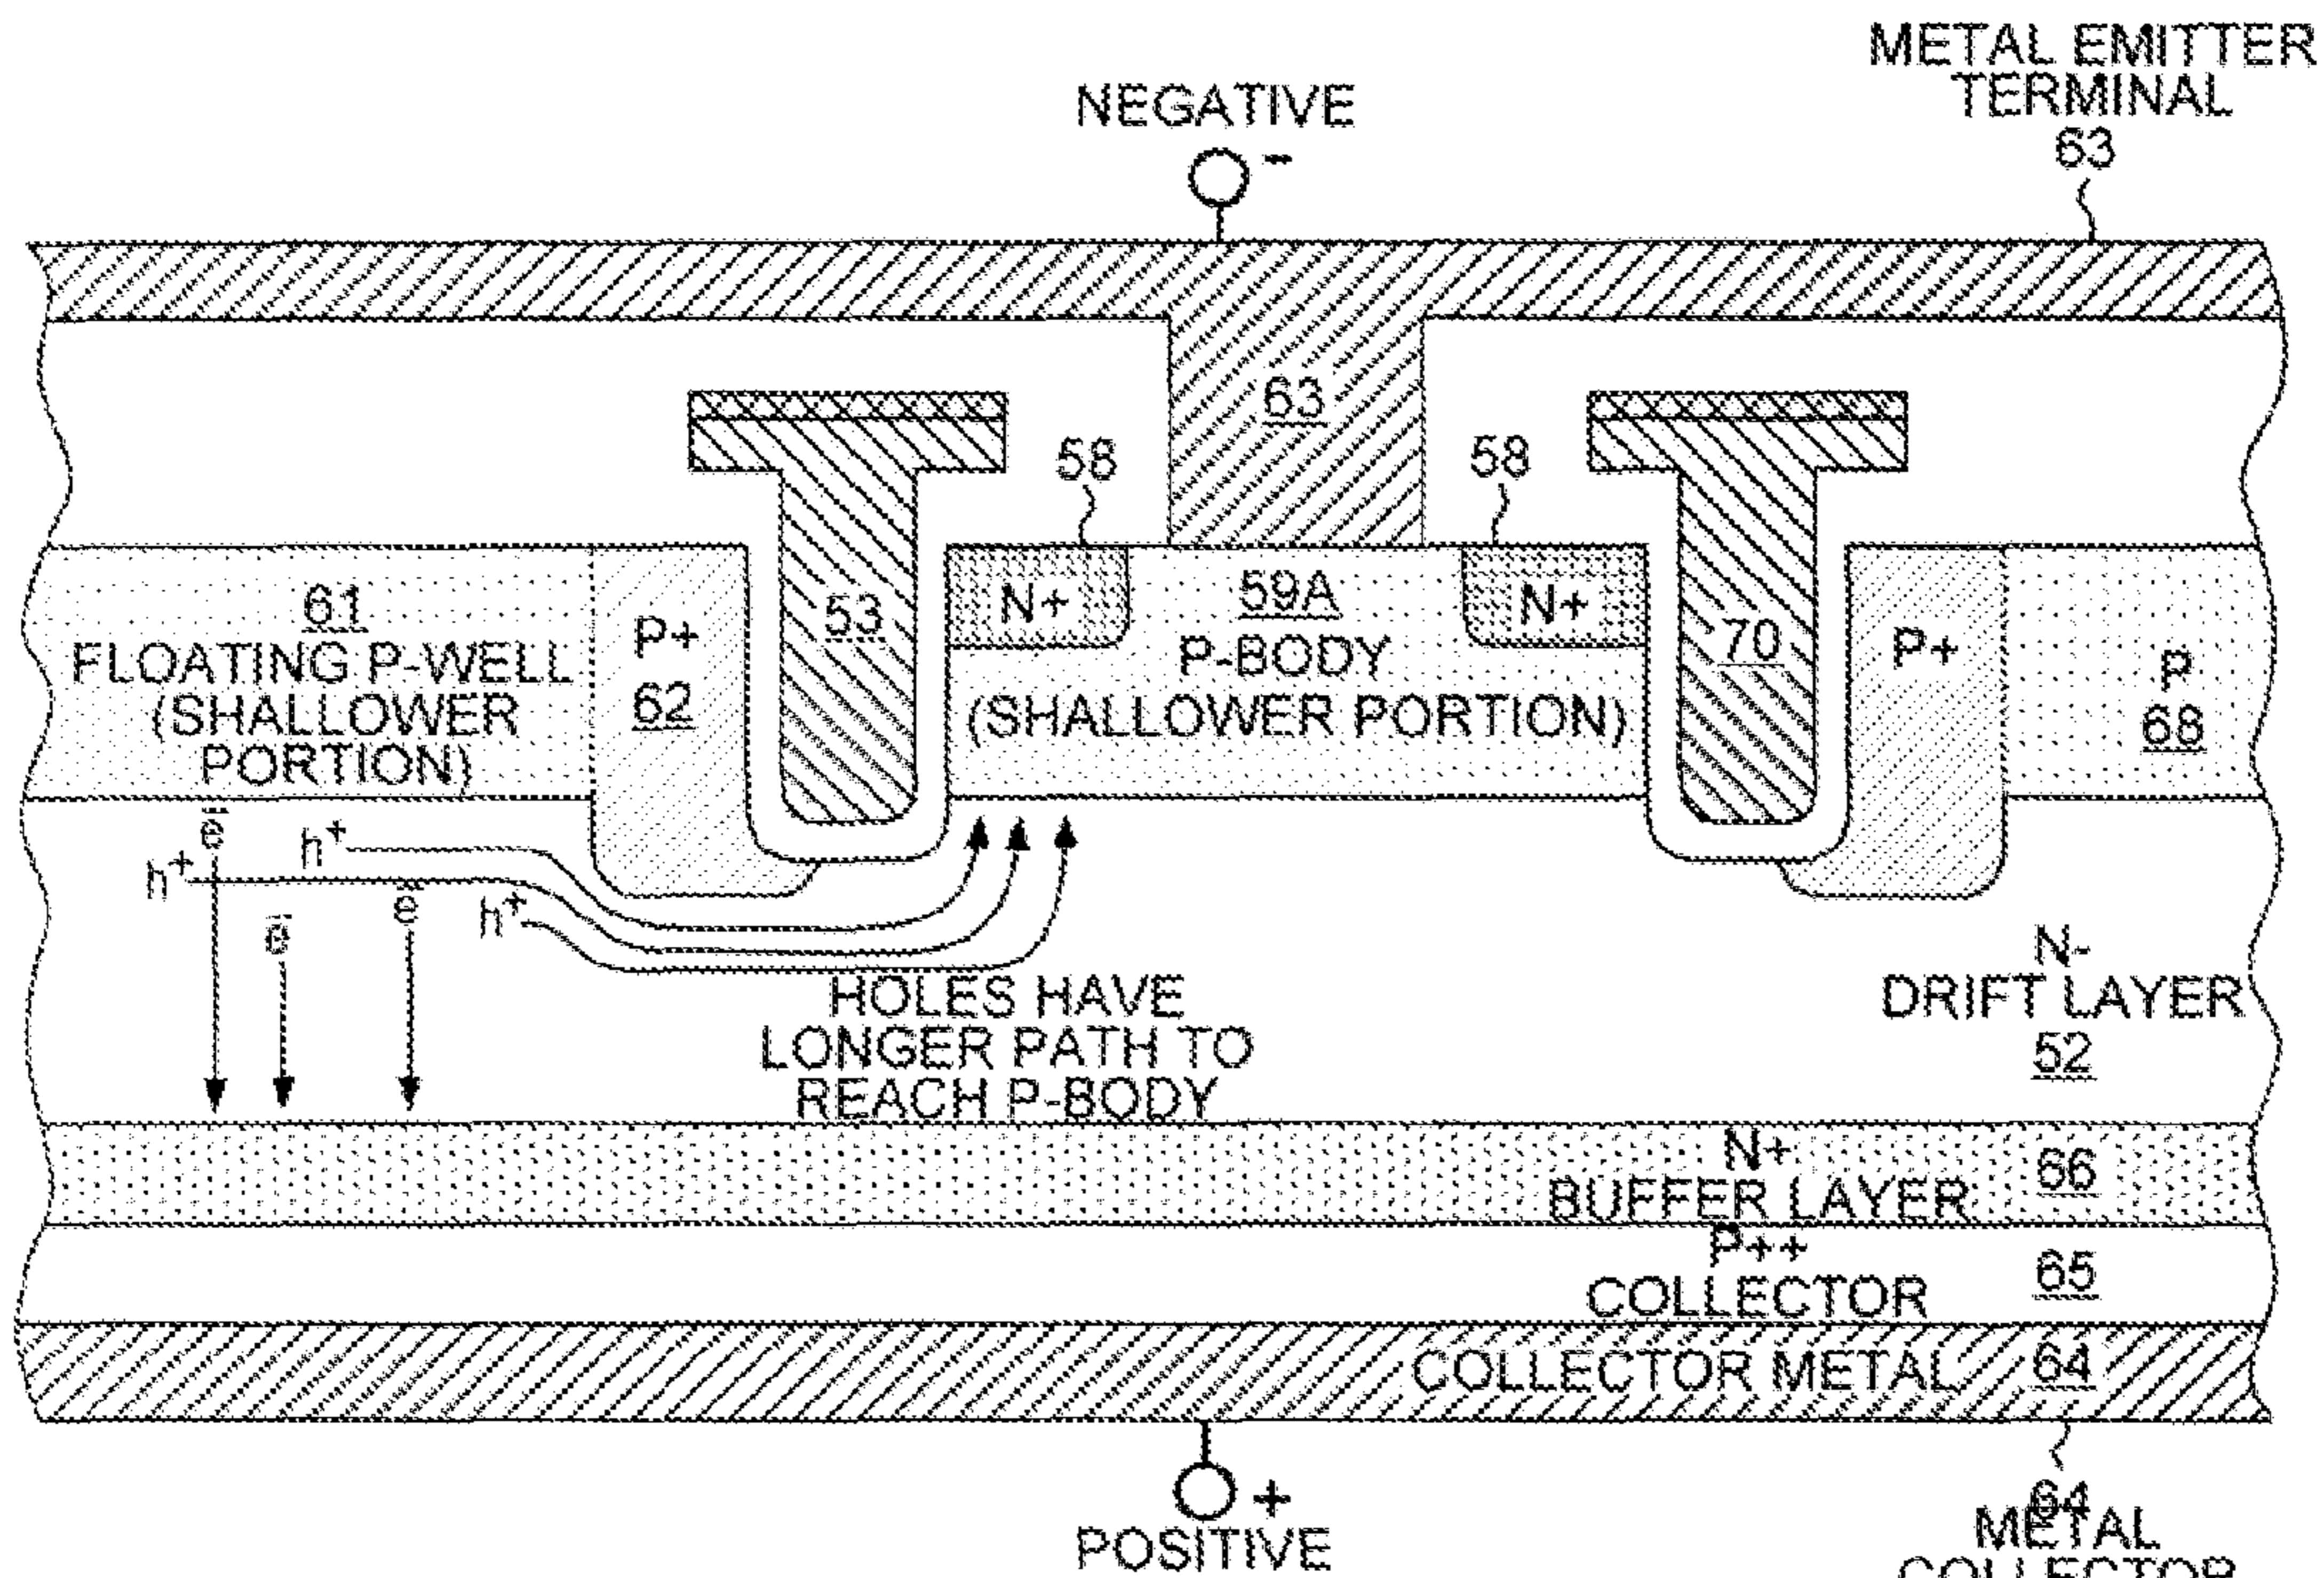 METAL EMITTER
TERMINAL
63
NEGATIVE
-
63
58
58
61
FLOATING P-WELL
(SHALLOWER
PORTION)
P+
62
53
N+
59A
P-BODY
(SHALLOWER PORTION)
N+
70
P+
P
68
e-
h+
h+
e-
e-
h+
HOLES HAVE
LONGER PATH TO
REACH P-BODY
N-
DRIFT LAYER
52
N+
BUFFER LAYER
66
P++
COLLECTOR
65
COLLECTOR METAL
64
+
POSITIVE
64
METAL
COLLECTOR